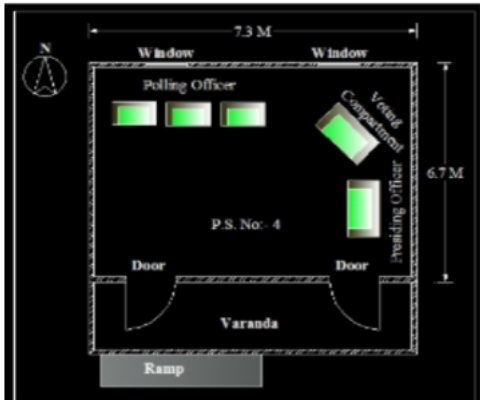 7.3 M
N
Window
Window
Polling Officer
Voting
Compartment
6.7 M
Presiding Officer
P.S. No:- 4
Door
Door
Varanda
Ramp